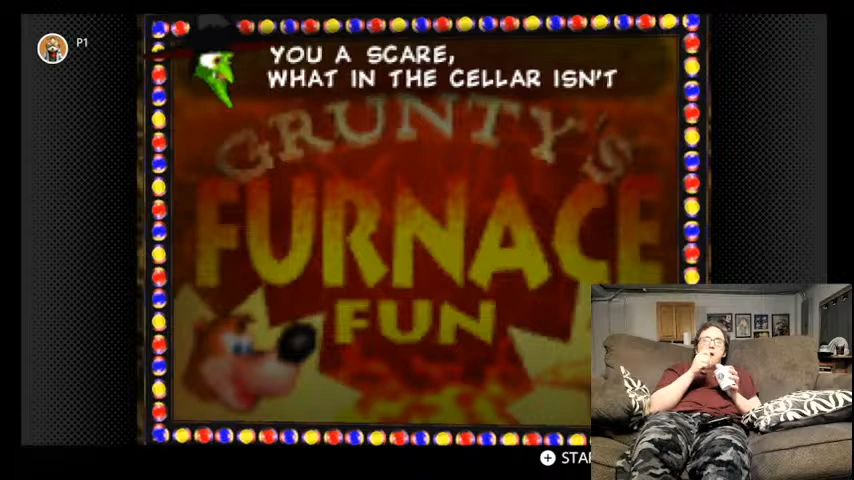 P1
YOU A SCARE,
WHAT IN THE CELLAR ISN'T
GRUNTY'S
FURNACE
FUN
STAR